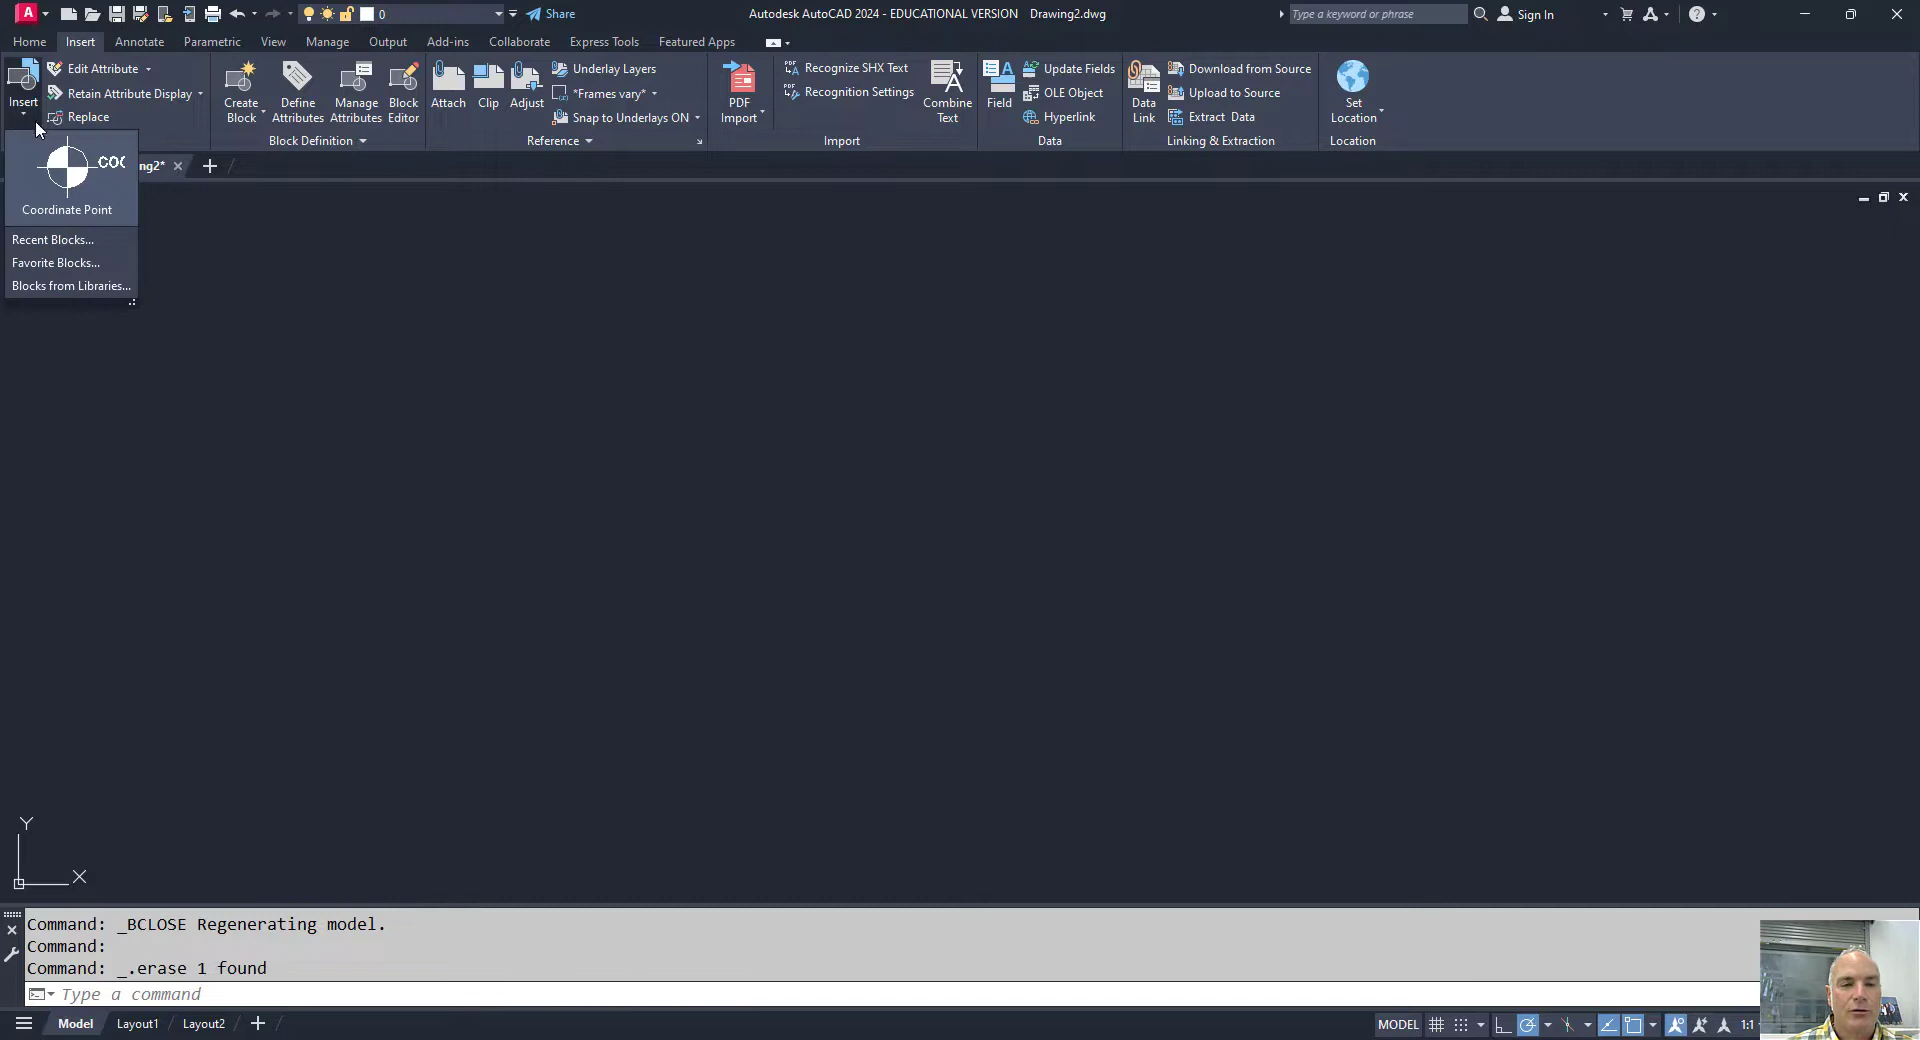 A 0 Share Autodesk AutoCAD 2024 - EDUCATIONAL VERSION Drawing2.dwg Type a keyword or phrase Sign In
Home Insert Annotate Parametric View Manage Output Add-ins Collaborate Express Tools Featured Apps
Insert
Edit Attribute
Retain Attribute Display
Replace
Create Block
Define Attributes
Manage Attributes
Block Editor
Block Definition
Attach
Clip
Adjust
Underlay Layers
*Frames vary*
Snap to Underlays ON
Reference
PDF Import
PDF Recognize SHX Text
PDF Recognition Settings
Combine Text
Import
Field
Update Fields
OLE Object
Hyperlink
Data
Data Link
Download from Source
Upload to Source
Extract Data
Linking & Extraction
Set Location
Location
ng2*
COC
Coordinate Point
Recent Blocks...
Favorite Blocks...
Blocks from Libraries...
Y
X
Command: _BCLOSE Regenerating model.
Command:
Command: _.erase 1 found
Type a command
Model Layout1 Layout2 MODEL 1:1